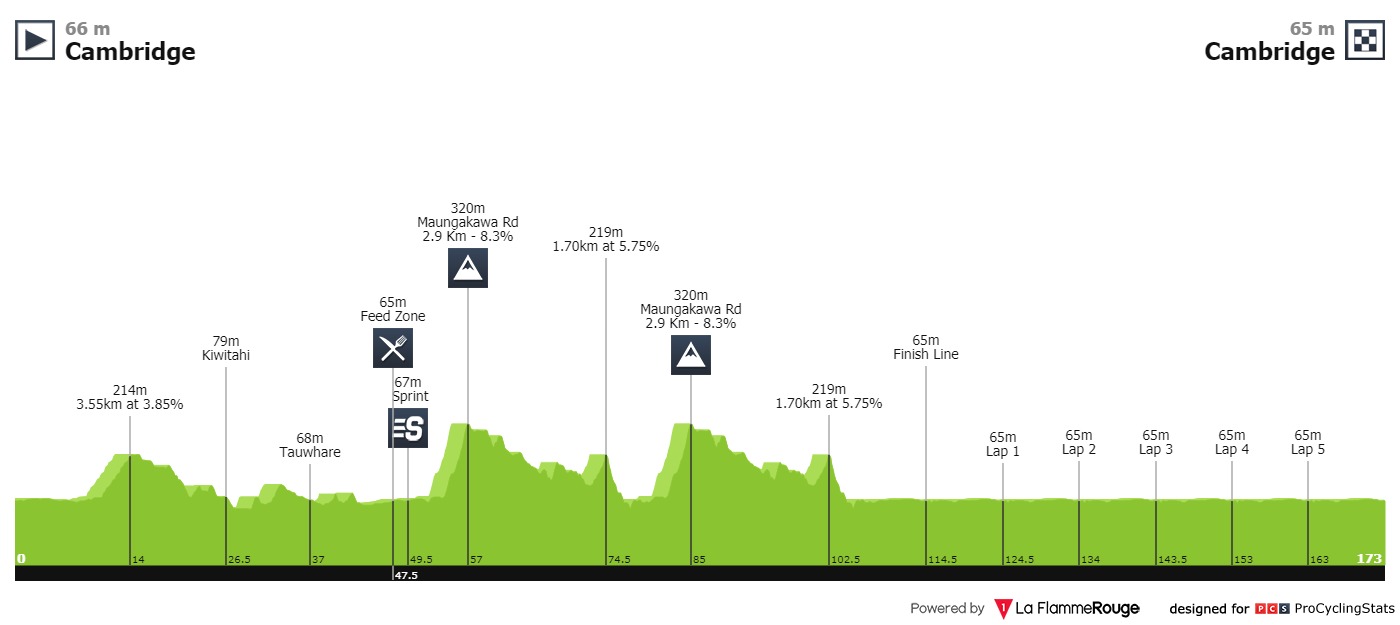 66 m
Cambridge
65 m
Cambridge
320m
Maungakawa Rd
2.9 Km - 8.3%
219m
1.70km at 5.75%
320m
Maungakawa Rd
2.9 Km - 8.3%
65m
Feed Zone
79m
Kiwitahi
65m
Finish Line
67m
Sprint
214m
3.55km at 3.85%
219m
1.70km at 5.75%
ES
68m
Tauwhare
65m
Lap 1
65m
Lap 2
65m
Lap 3
65m
Lap 4
65m
Lap 5
0 14 26.5 37 49.5 57 74.5 85 102.5 114.5 124.5 134 143.5 153 163 173
47.5
Powered by 1 La FlammeRouge designed for PCS ProCyclingStats